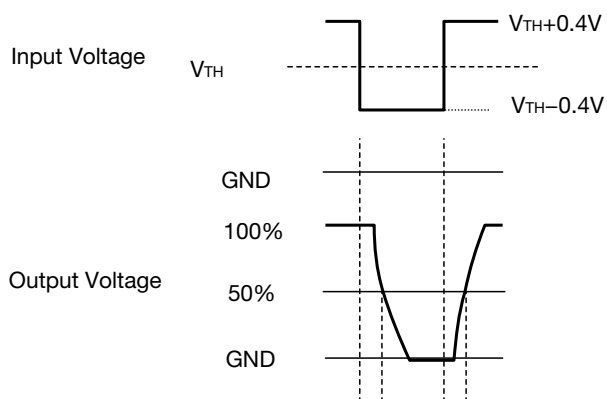 VTH+0.4V
Input Voltage
VTH
VTH−0.4V
GND
100%
Output Voltage
50%
GND